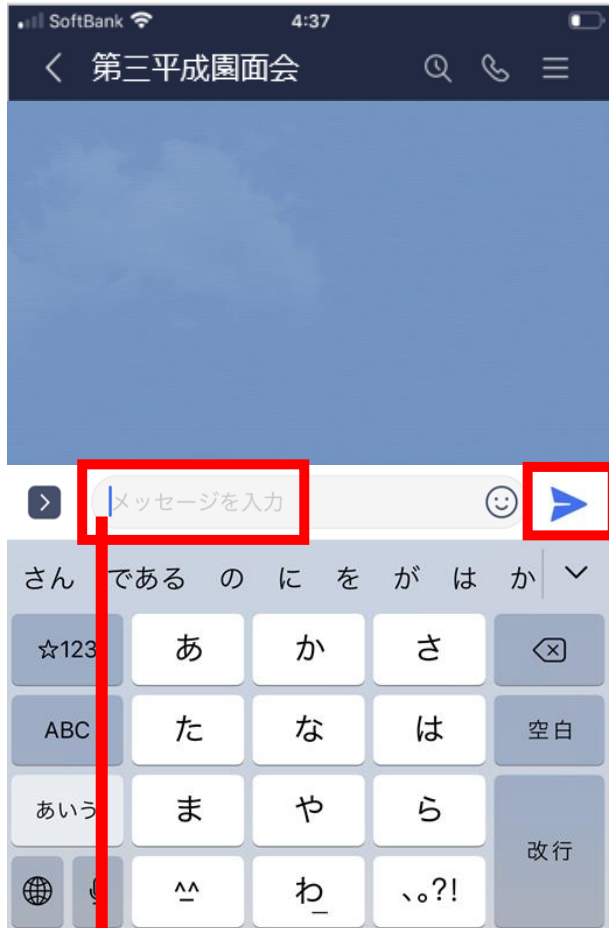 SoftBank 4:37
第三平成園面会
メッセージを入力
さん である の に を が は か
☆123 あ か さ
ABC た な は 空白
あいう ま や ら
改行
^^ わ_ 、。?!